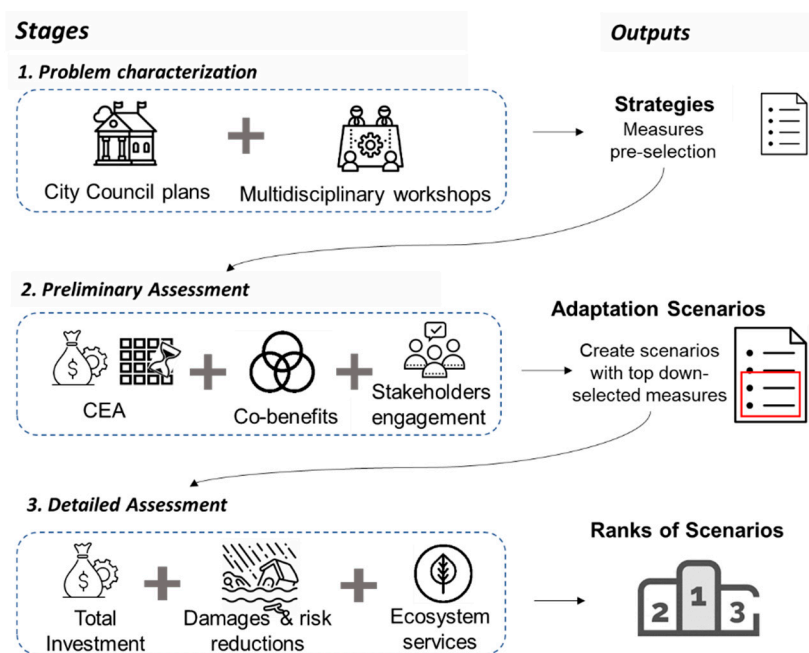 Stages
Outputs
1. Problem characterization
City Council plans
Multidisciplinary workshops
Strategies
Measures
pre-selection
2. Preliminary Assessment
$
CEA
Co-benefits
Stakeholders
engagement
Adaptation Scenarios
Create scenarios
with top down-
selected measures
3. Detailed Assessment
$
Total
Investment
Damages & risk
reductions
Ecosystem
services
Ranks of Scenarios
2 1 3